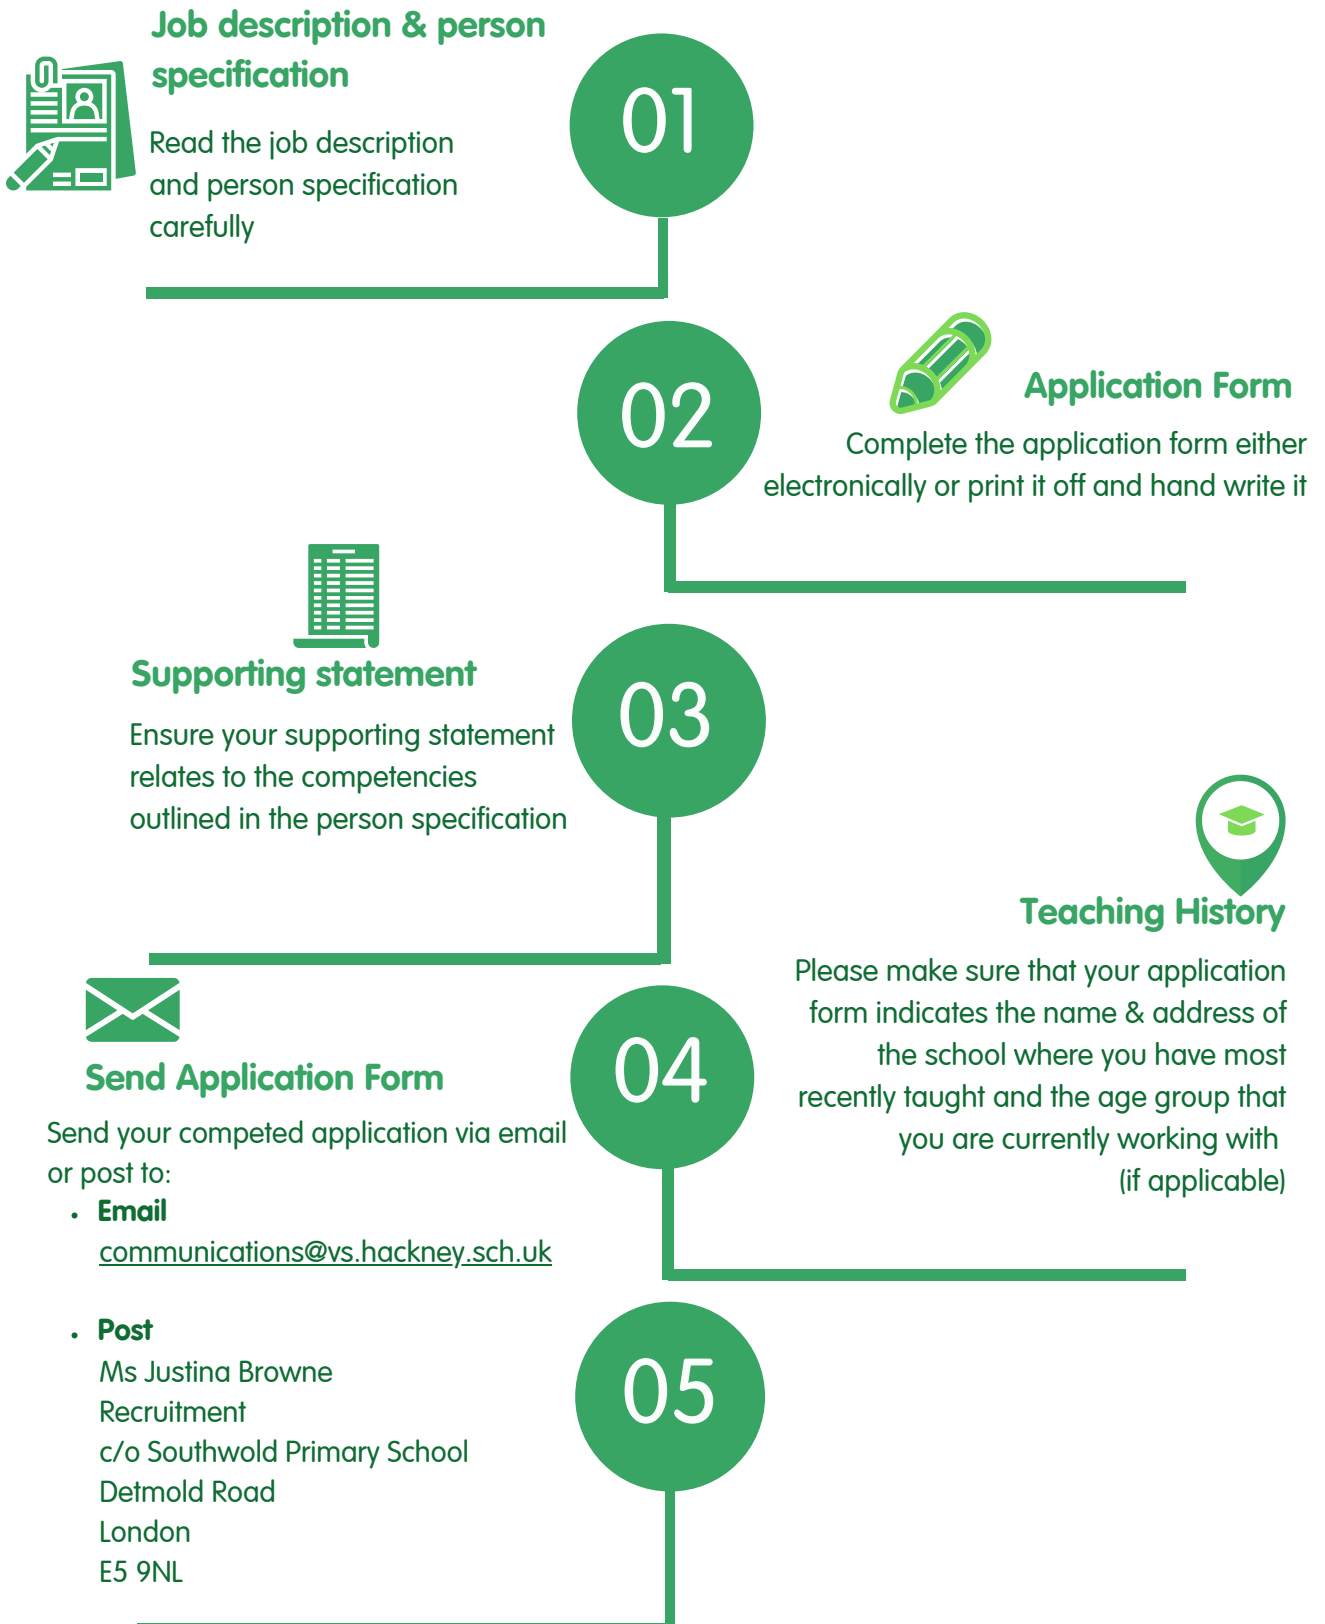 Job description & person
specification
Read the job description
and person specification
carefully
01
02
Application Form
Complete the application form either
electronically or print it off and hand write it
Supporting statement
Ensure your supporting statement
relates to the competencies
outlined in the person specification
03
04
Teaching History
Please make sure that your application
form indicates the name & address of
the school where you have most
recently taught and the age group that
you are currently working with
(if applicable)
Send Application Form
Send your competed application via email
or post to:
• Email
communications@vs.hackney.sch.uk
• Post
Ms Justina Browne
Recruitment
c/o Southwold Primary School
Detmold Road
London
E5 9NL
05